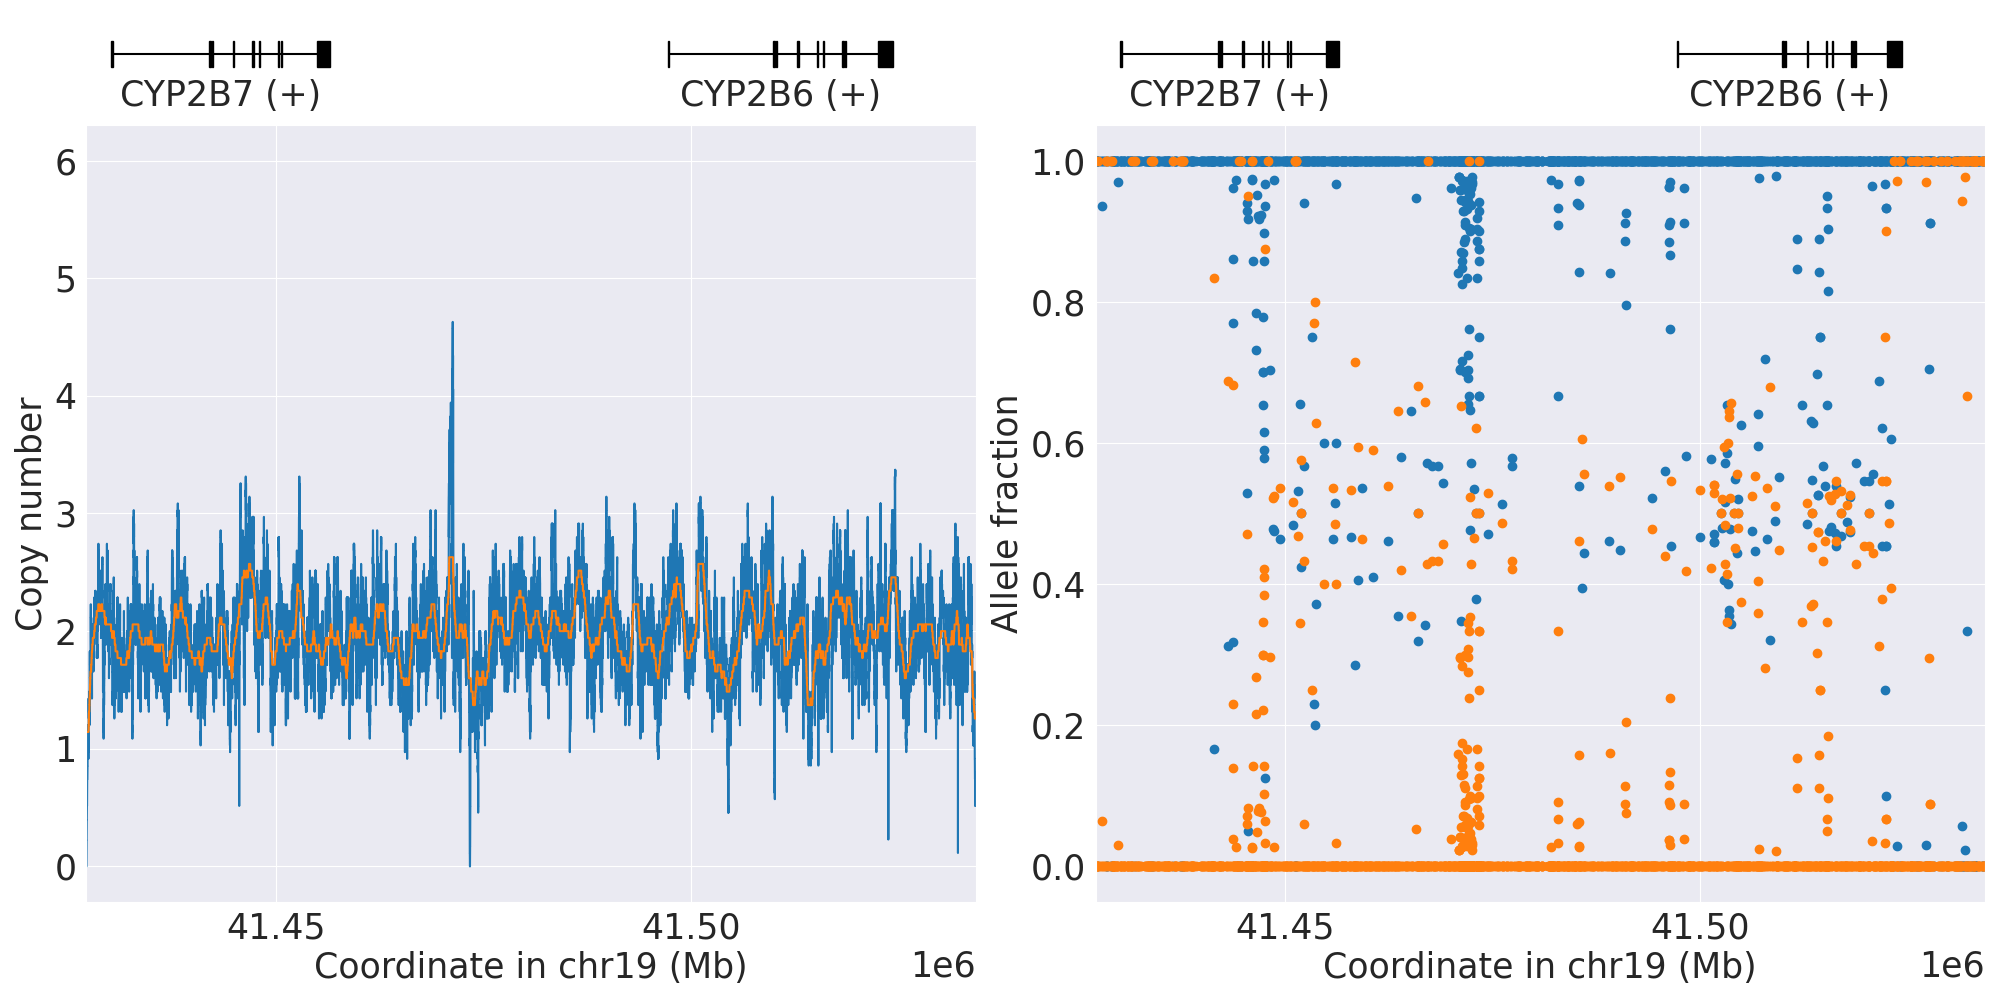 CYP2B7 (+)
CYP2B6 (+)
CYP2B7 (+)
CYP2B6 (+)
6
5
4
3
2
1
0
Copy number
41.45
41.50
Coordinate in chr19 (Mb)
1e6
1.0
0.8
0.6
0.4
0.2
0.0
Allele fraction
41.45
41.50
Coordinate in chr19 (Mb)
1e6